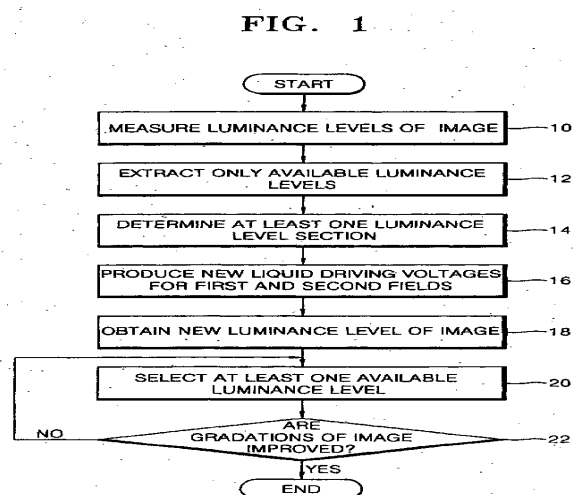 FIG. 1
START
MEASURE LUMINANCE LEVELS OF IMAGE
10
EXTRACT ONLY AVAILABLE LUMINANCE
LEVELS
12
DETERMINE AT LEAST ONE LUMINANCE
LEVEL SECTION
14
PRODUCE NEW LIQUID DRIVING VOLTAGES
FOR FIRST AND SECOND FIELDS
16
OBTAIN NEW LUMINANCE LEVEL OF IMAGE
18
SELECT AT LEAST ONE AVAILABLE
LUMINANCE LEVEL
20
ARE
GRADATIONS OF IMAGE
IMPROVED?
22
NO
YES
END